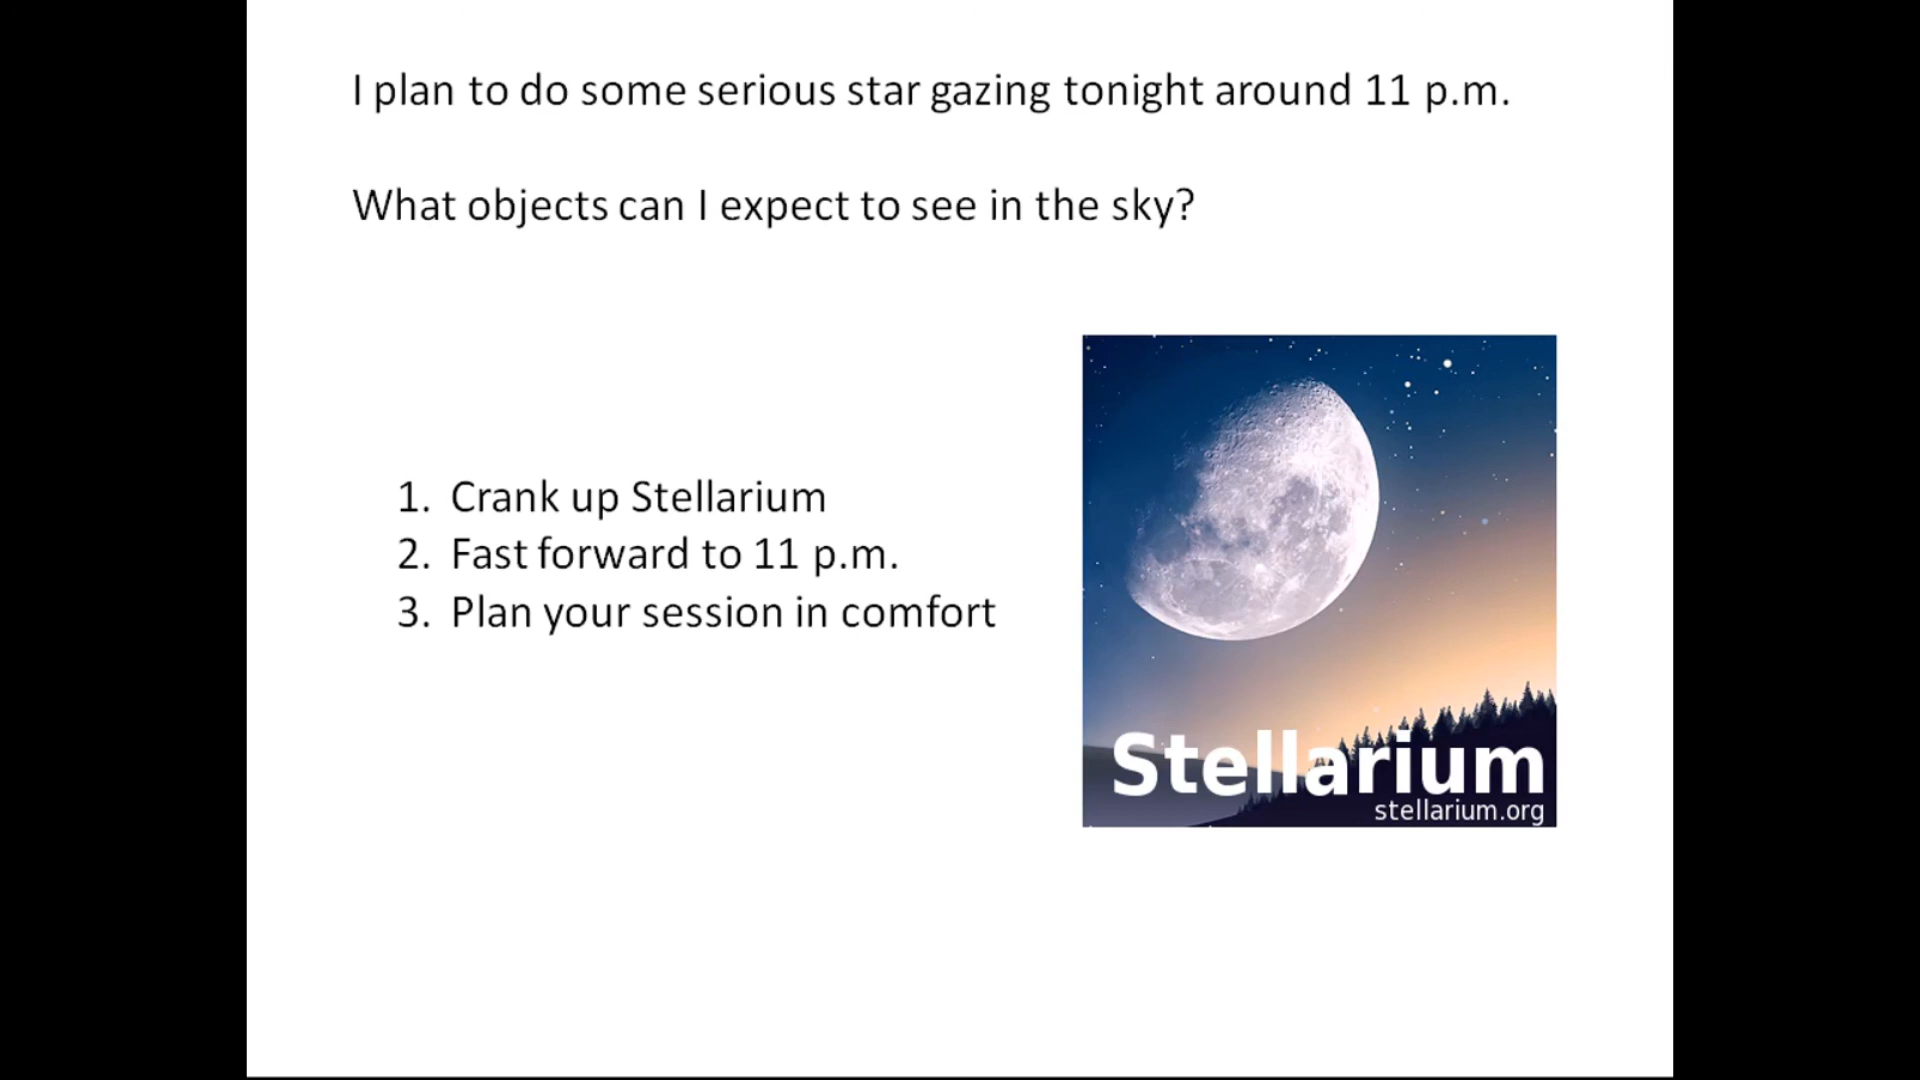 I plan to do some serious star gazing tonight around 11 p.m.
What objects can I expect to see in the sky?
1. Crank up Stellarium
2. Fast forward to 11 p.m.
3. Plan your session in comfort
Stellarium
stellarium.org